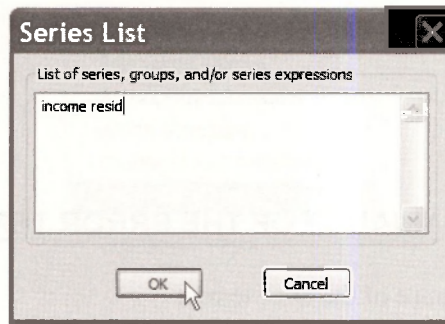 Series List
List of series, groups, and/or series expressions
income resid
OK
Cancel